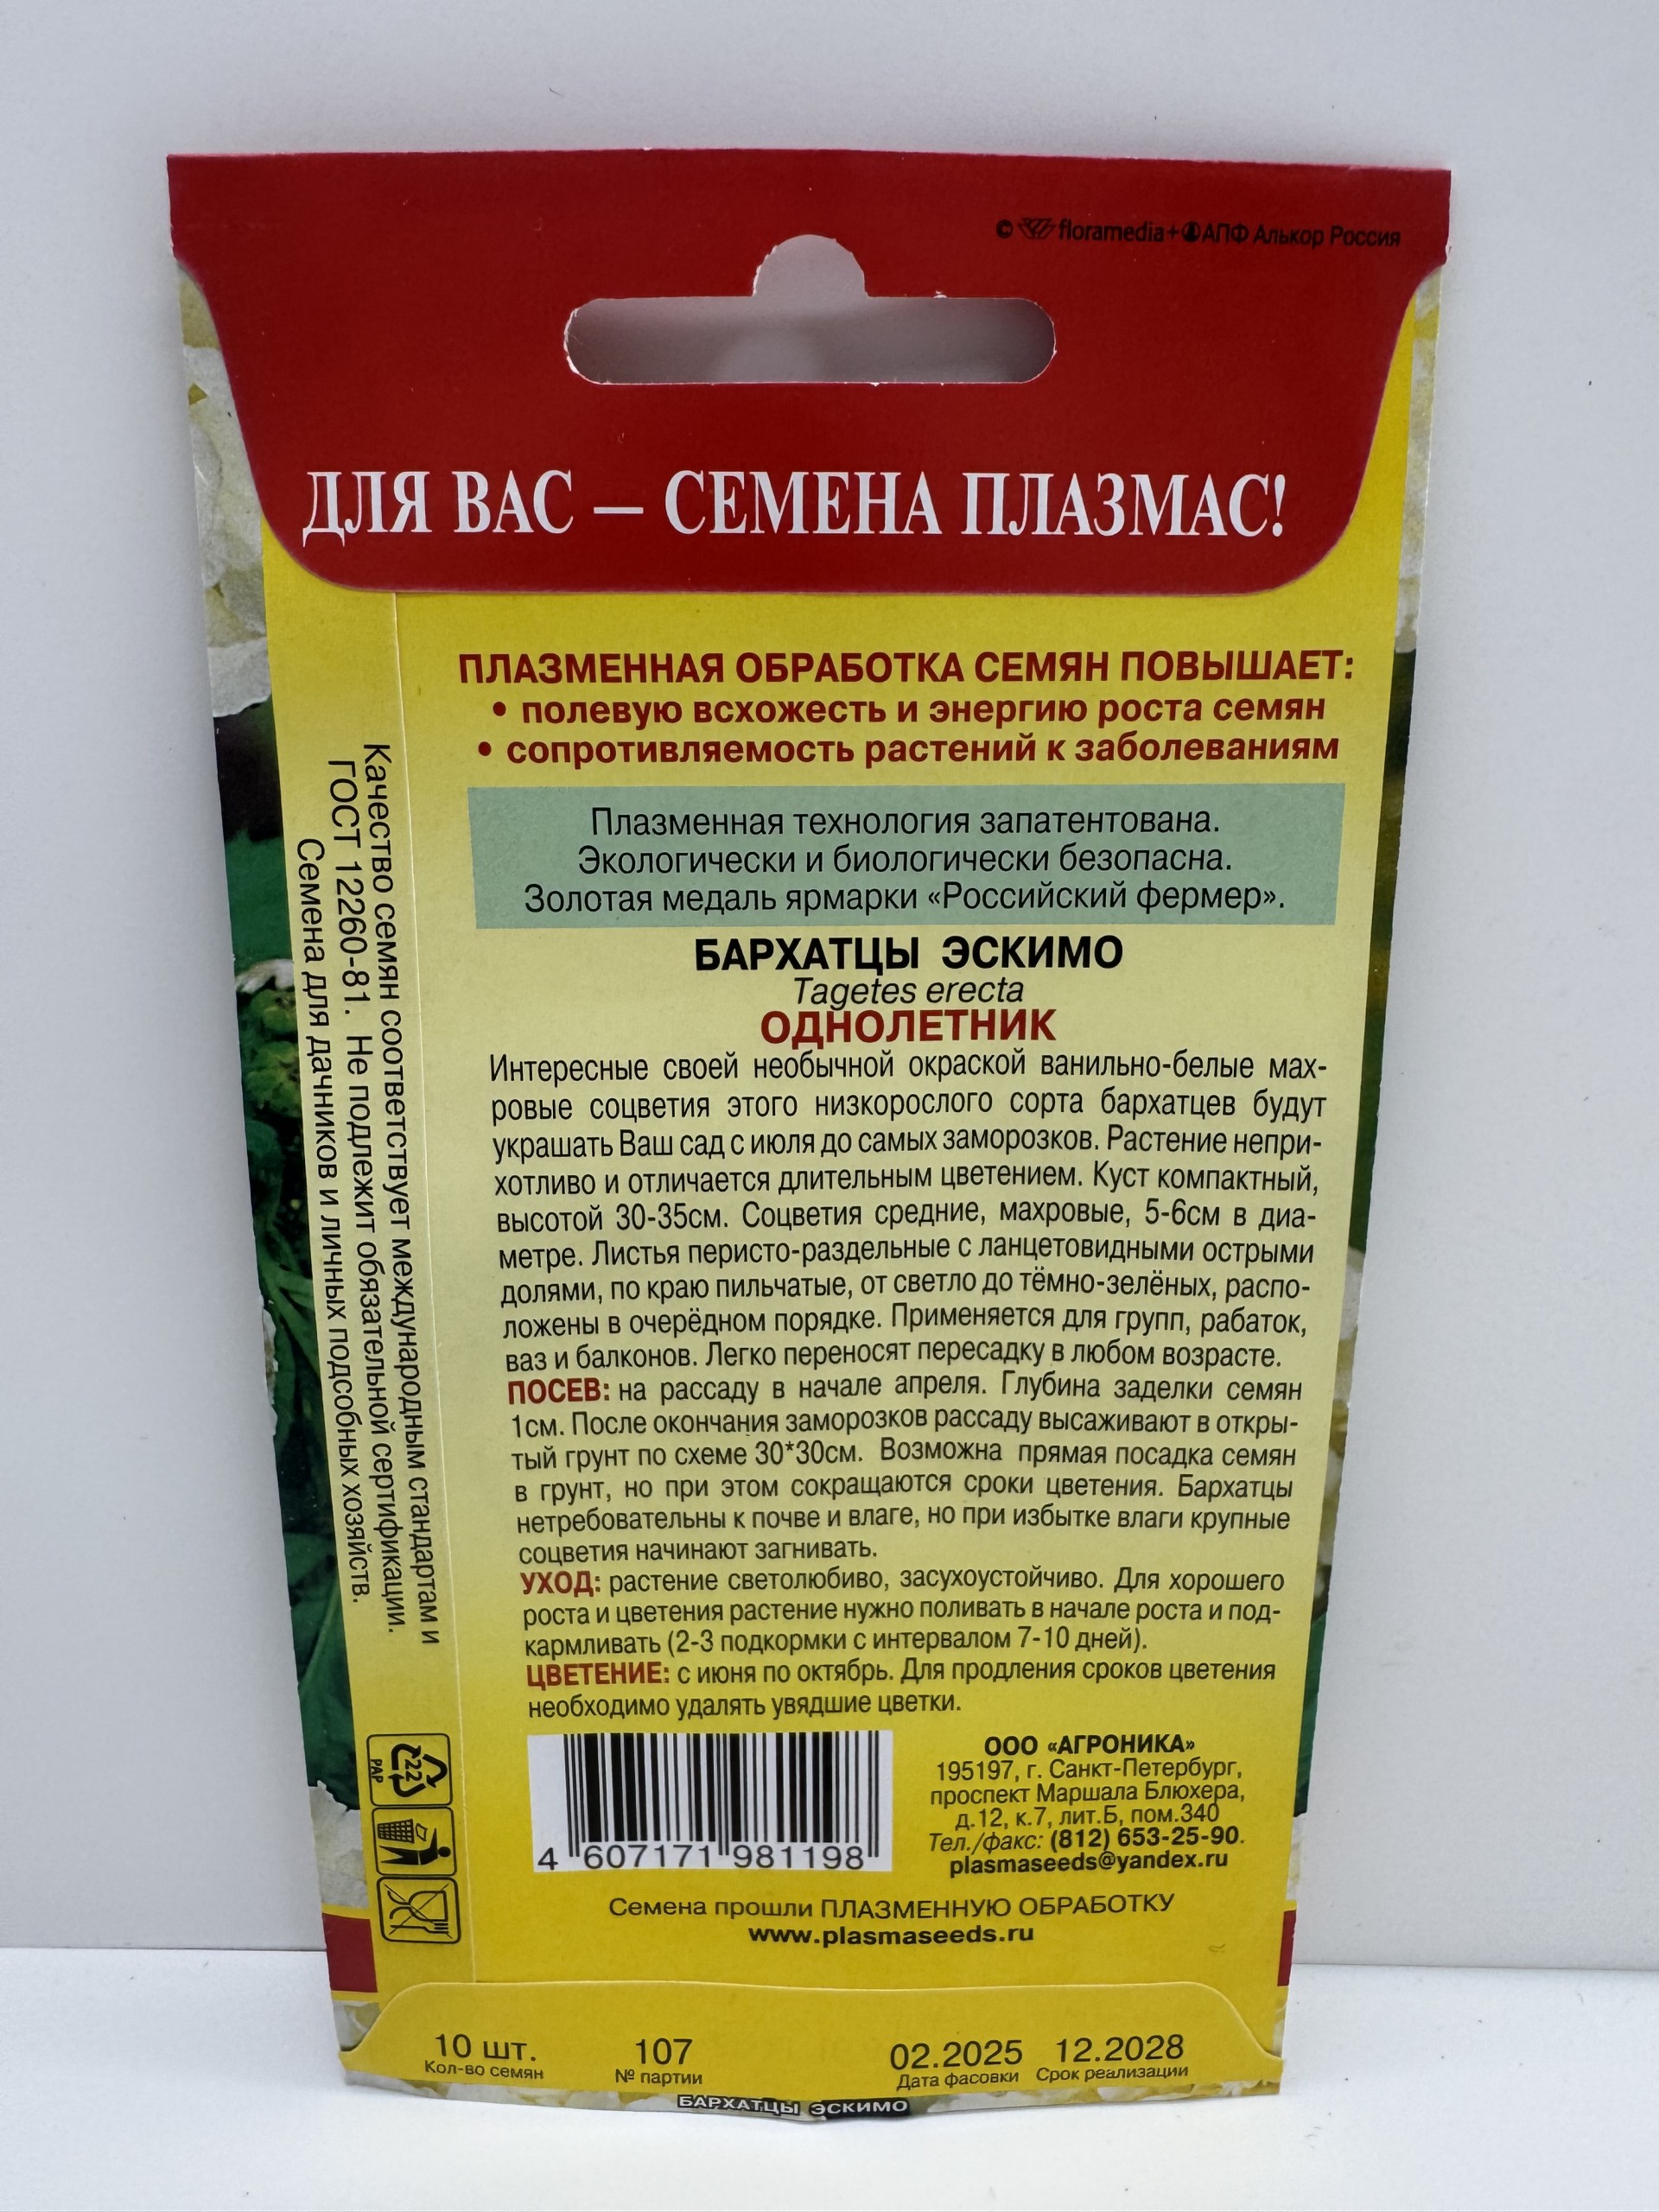 © floramedia+АПФ Алькор Россия
ДЛЯ ВАС – СЕМЕНА ПЛАЗМАС!
ПЛАЗМЕННАЯ ОБРАБОТКА СЕМЯН ПОВЫШАЕТ:
• полевую всхожесть и энергию роста семян
• сопротивляемость растений к заболеваниям
Плазменная технология запатентована.
Экологически и биологически безопасна.
Золотая медаль ярмарки «Российский фермер».
БАРХАТЦЫ ЭСКИМО
Tagetes erecta
ОДНОЛЕТНИК
Интересные своей необычной окраской ванильно-белые мах-
ровые соцветия этого низкорослого сорта бархатцев будут
украшать Ваш сад с июля до самых заморозков. Растение непри-
хотливо и отличается длительным цветением. Куст компактный,
высотой 30-35см. Соцветия средние, махровые, 5-6см в диа-
метре. Листья перисто-раздельные с ланцетовидными острыми
долями, по краю пильчатые, от светло до тёмно-зелёных, распо-
ложены в очерёдном порядке. Применяется для групп, рабаток,
ваз и балконов. Легко переносят пересадку в любом возрасте.
ПОСЕВ: на рассаду в начале апреля. Глубина заделки семян
1см. После окончания заморозков рассаду высаживают в откры-
тый грунт по схеме 30*30см. Возможна прямая посадка семян
в грунт, но при этом сокращаются сроки цветения. Бархатцы
нетребовательны к почве и влаге, но при избытке влаги крупные
соцветия начинают загнивать.
УХОД: растение светолюбиво, засухоустойчиво. Для хорошего
роста и цветения растение нужно поливать в начале роста и под-
кармливать (2-3 подкормки с интервалом 7-10 дней).
ЦВЕТЕНИЕ: с июня по октябрь. Для продления сроков цветения
необходимо удалять увядшие цветки.
4 607171 981198
ООО «АГРОНИКА»
195197, г. Санкт-Петербург,
проспект Маршала Блюхера,
д.12, к.7, лит.Б, пом.340
Тел./факс: (812) 653-25-90.
plasmaseeds@yandex.ru
Семена прошли ПЛАЗМЕННУЮ ОБРАБОТКУ
www.plasmaseeds.ru
Качество семян соответствует международным стандартам и
ГОСТ 12260-81. Не подлежит обязательной сертификации.
Семена для дачников и личных подсобных хозяйств.
22
PAP
10 шт. 107 02.2025 12.2028
Кол-во семян № партии Дата фасовки Срок реализации
БАРХАТЦЫ ЭСКИМО